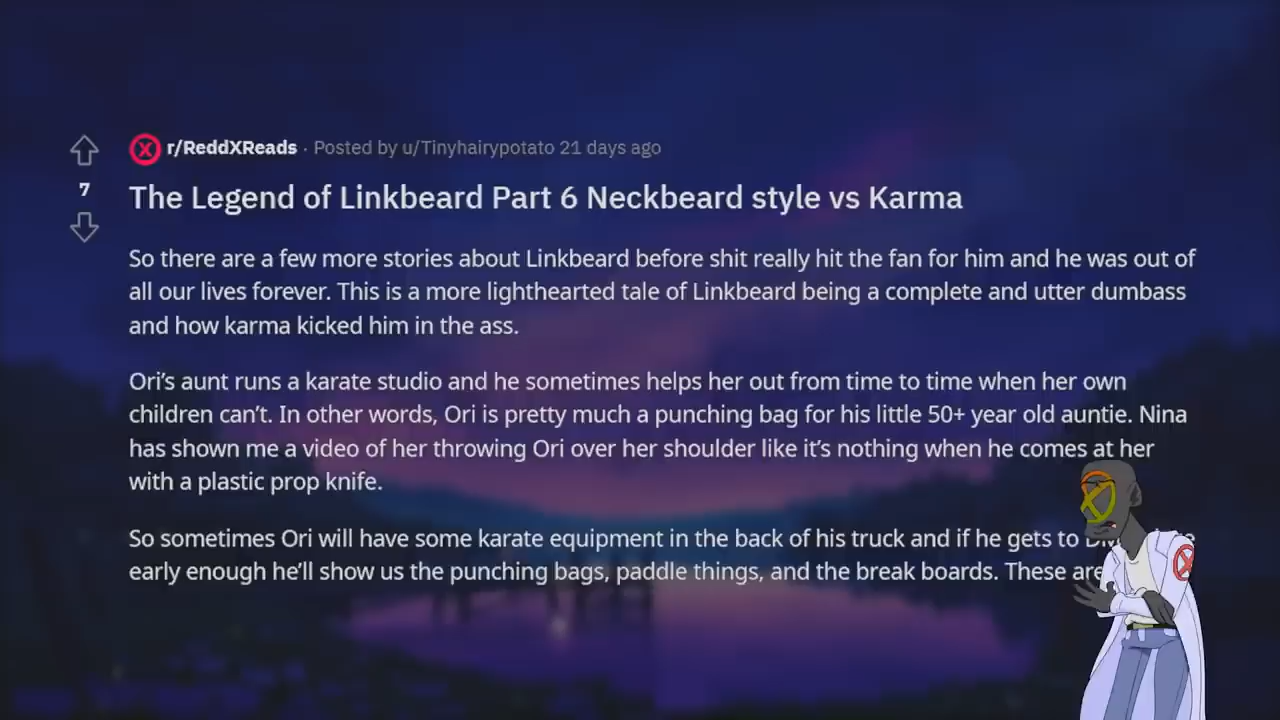 r/ReddXReads · Posted by u/Tinyhairypotato 21 days ago
7
The Legend of Linkbeard Part 6 Neckbeard style vs Karma
So there are a few more stories about Linkbeard before shit really hit the fan for him and he was out of
all our lives forever. This is a more lighthearted tale of Linkbeard being a complete and utter dumbass
and how karma kicked him in the ass.
Ori’s aunt runs a karate studio and he sometimes helps her out from time to time when her own
children can’t. In other words, Ori is pretty much a punching bag for his little 50+ year old auntie. Nina
has shown me a video of her throwing Ori over her shoulder like it’s nothing when he comes at her
with a plastic prop knife.
So sometimes Ori will have some karate equipment in the back of his truck and if he gets to
early enough he’ll show us the punching bags, paddle things, and the break boards. These are